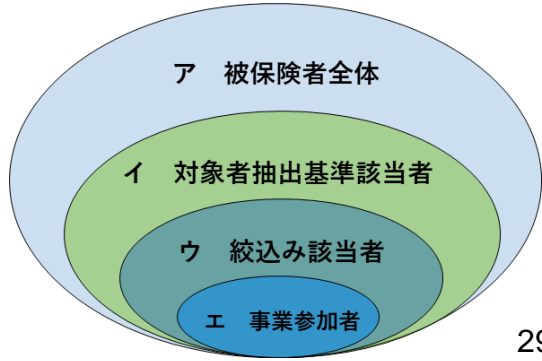 ア　被保険者全体
イ　対象者抽出基準該当者
ウ　絞込み該当者
エ　事業参加者
29